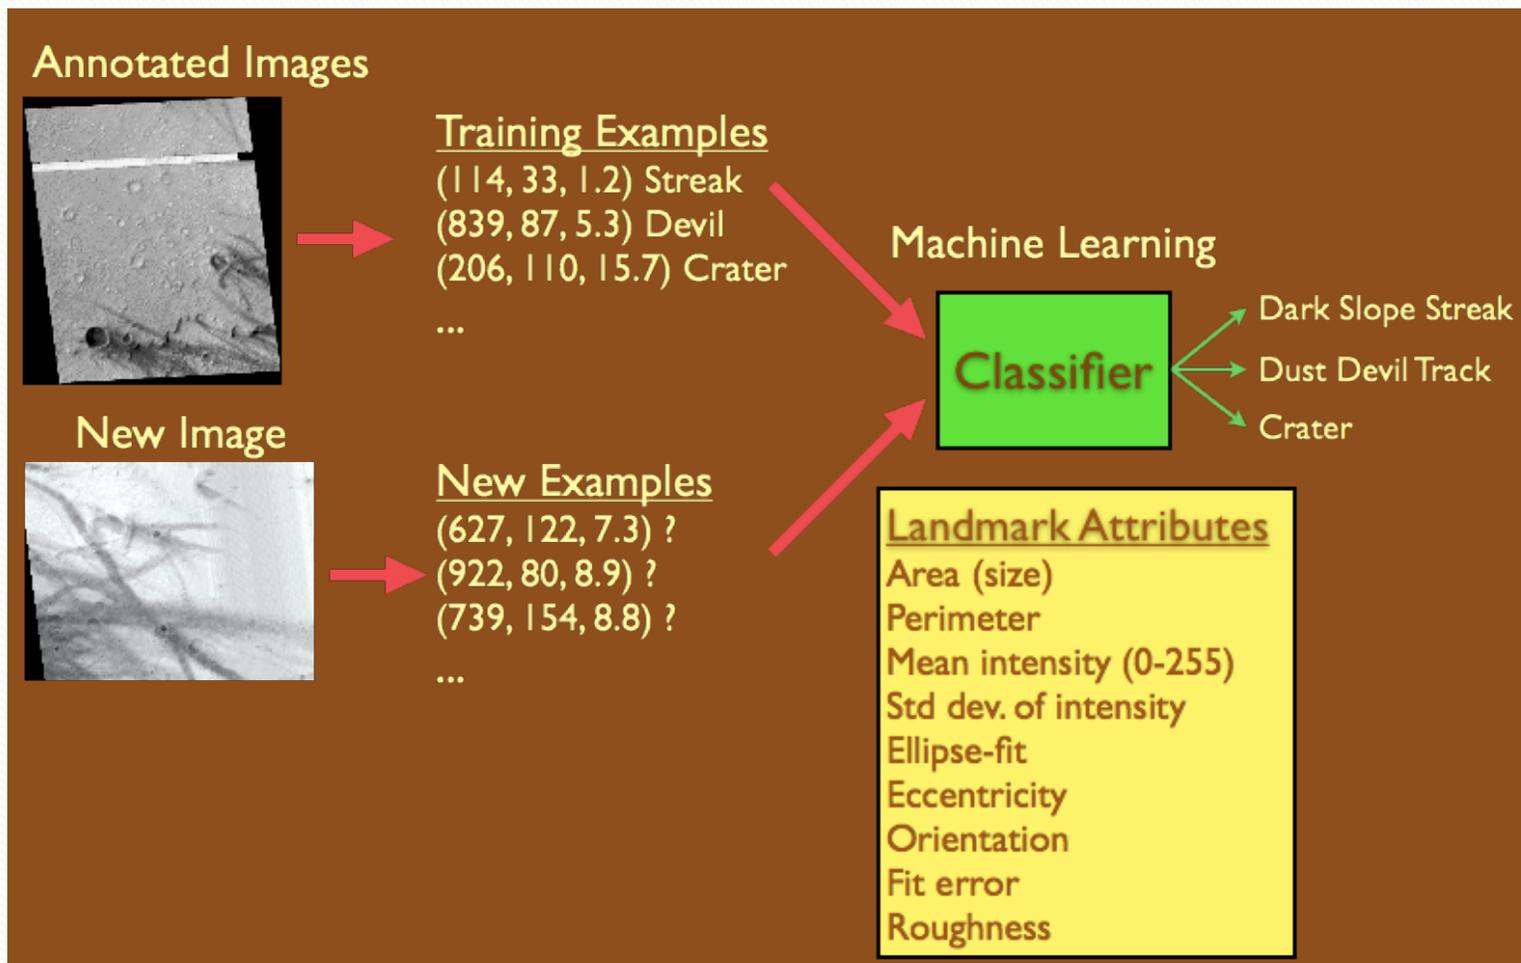 Annotated Images
Training Examples
(114, 33, 1.2) Streak
(839, 87, 5.3) Devil
(206, 110, 15.7) Crater
...
New Image
New Examples
(627, 122, 7.3) ?
(922, 80, 8.9) ?
(739, 154, 8.8) ?
...
Machine Learning
Classifier
Dark Slope Streak
Dust Devil Track
Crater
Landmark Attributes
Area (size)
Perimeter
Mean intensity (0-255)
Std dev. of intensity
Ellipse-fit
Eccentricity
Orientation
Fit error
Roughness